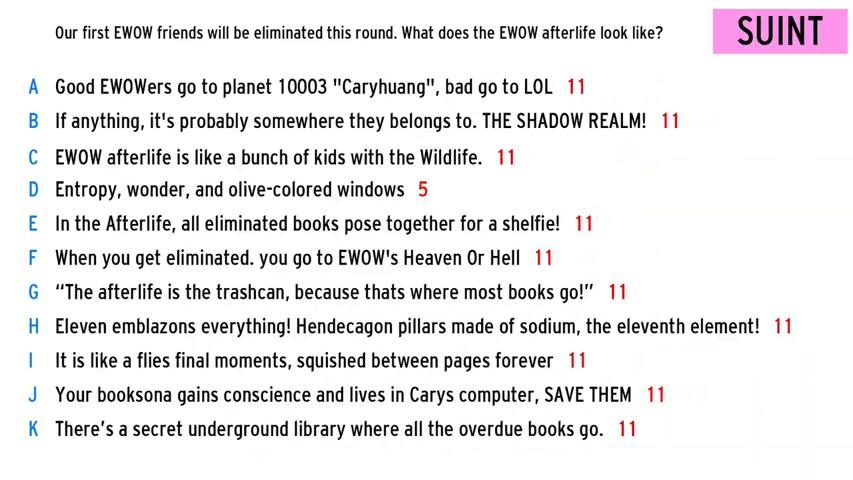 Our first EWOW friends will be eliminated this round. What does the EWOW afterlife look like?
SUINT
A Good EWOWers go to planet 10003 "Caryhuang", bad go to LOL 11
B If anything, it's probably somewhere they belongs to. THE SHADOW REALM! 11
C EWOW afterlife is like a bunch of kids with the Wildlife. 11
D Entropy, wonder, and olive-colored windows 5
E In the Afterlife, all eliminated books pose together for a shelfie! 11
F When you get eliminated. you go to EWOW's Heaven Or Hell 11
G “The afterlife is the trashcan, because thats where most books go!” 11
H Eleven emblazons everything! Hendecagon pillars made of sodium, the eleventh element! 11
I It is like a flies final moments, squished between pages forever 11
J Your booksona gains conscience and lives in Carys computer, SAVE THEM 11
K There’s a secret underground library where all the overdue books go. 11